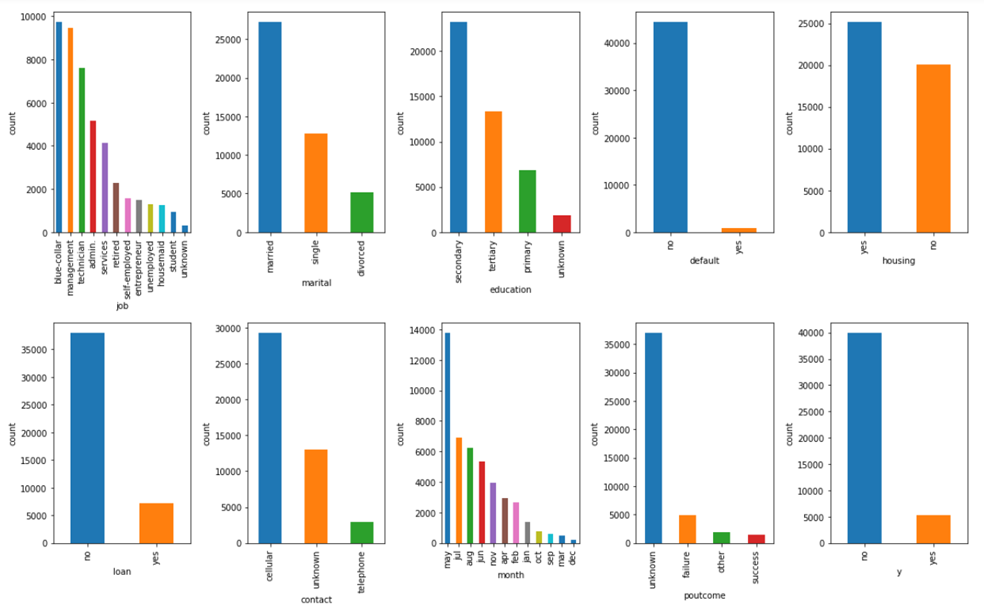 10000
8000
6000
4000
2000
0
count
blue-collar
management
technician
admin.
services
retired
self-employed
entrepreneur
unemployed
housemaid
student
unknown
job
25000
20000
15000
10000
5000
0
count
married
single
divorced
marital
20000
15000
10000
5000
0
count
secondary
tertiary
primary
unknown
education
40000
30000
20000
10000
0
count
no
yes
default
25000
20000
15000
10000
5000
0
count
yes
no
housing
35000
30000
25000
20000
15000
10000
5000
0
count
no
yes
loan
30000
25000
20000
15000
10000
5000
0
count
cellular
unknown
telephone
contact
14000
12000
10000
8000
6000
4000
2000
0
count
may
jul
aug
jun
nov
apr
feb
jan
oct
sep
mar
dec
month
35000
30000
25000
20000
15000
10000
5000
0
count
unknown
failure
other
success
poutcome
40000
35000
30000
25000
20000
15000
10000
5000
0
count
no
yes
y